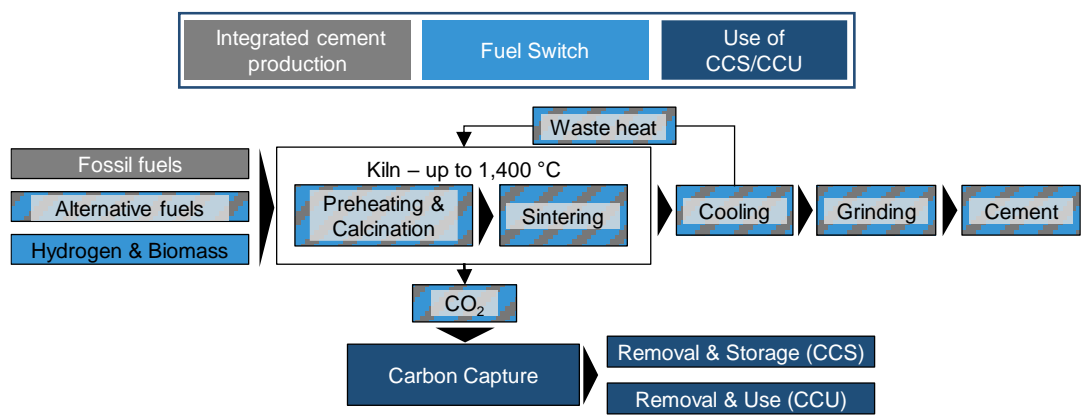 Integrated cement
production
Fuel Switch
Use of
CCS/CCU
Waste heat
Fossil fuels
Alternative fuels
Hydrogen & Biomass
Kiln – up to 1,400 °C
Preheating &
Calcination
Sintering
Cooling
Grinding
Cement
CO₂
Carbon Capture
Removal & Storage (CCS)
Removal & Use (CCU)